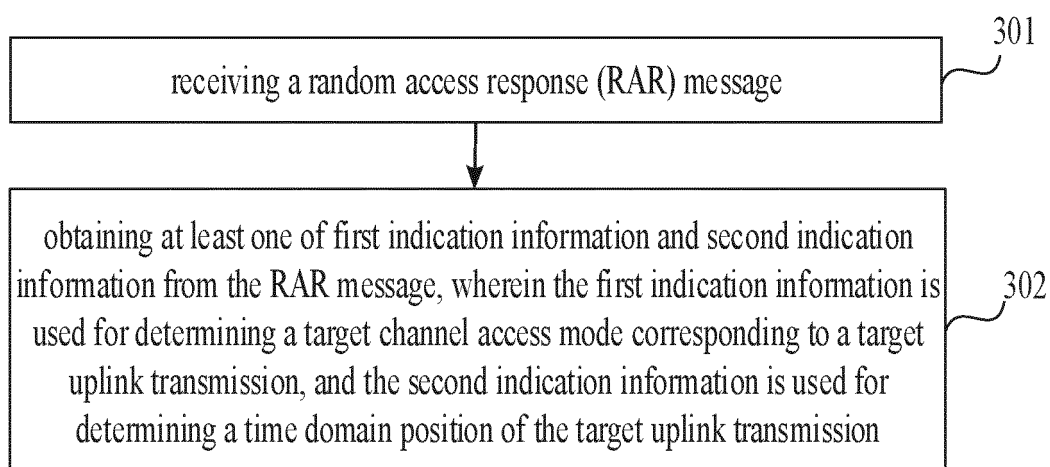 301
receiving a random access response (RAR) message
obtaining at least one of first indication information and second indication
information from the RAR message, wherein the first indication information is
used for determining a target channel access mode corresponding to a target
uplink transmission, and the second indication information is used for
determining a time domain position of the target uplink transmission
302